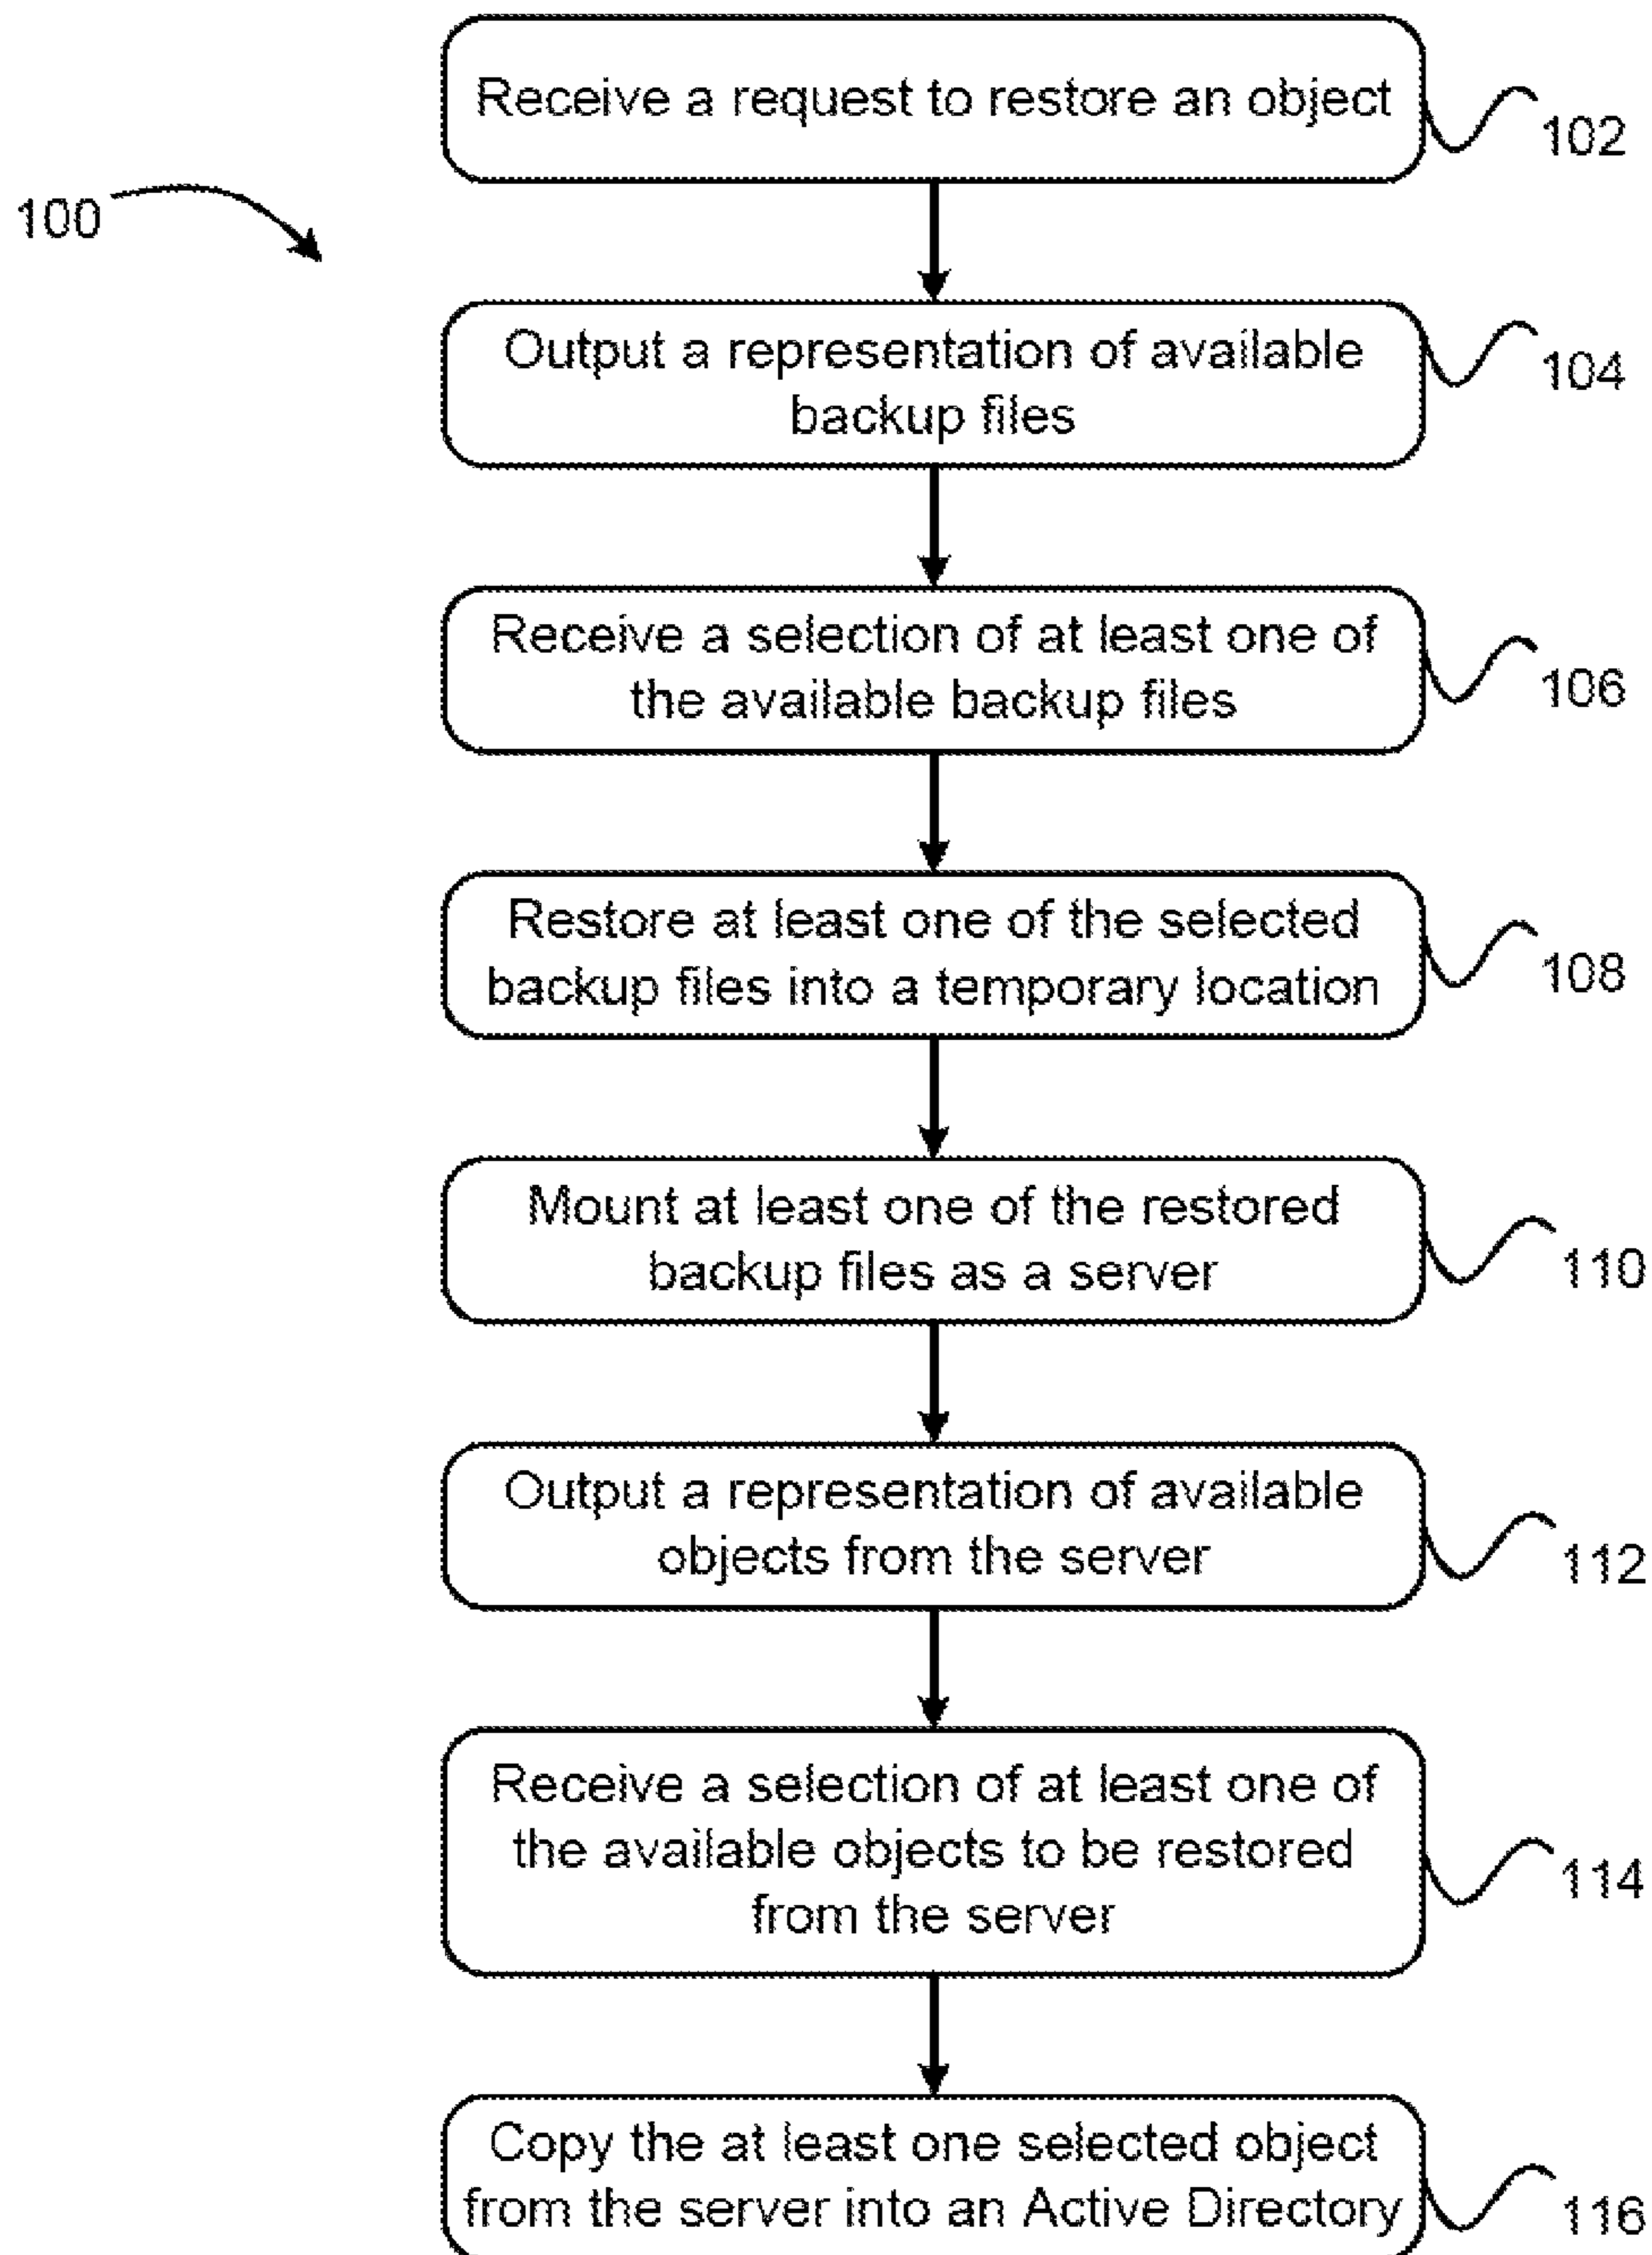 Receive a request to restore an object
102
100
Output a representation of available
backup files
104
Receive a selection of at least one of
the available backup files
106
Restore at least one of the selected
backup files into a temporary location
108
Mount at least one of the restored
backup files as a server
110
Output a representation of available
objects from the server
112
Receive a selection of at least one of
the available objects to be restored
from the server
114
Copy the at least one selected object
from the server into an Active Directory
116